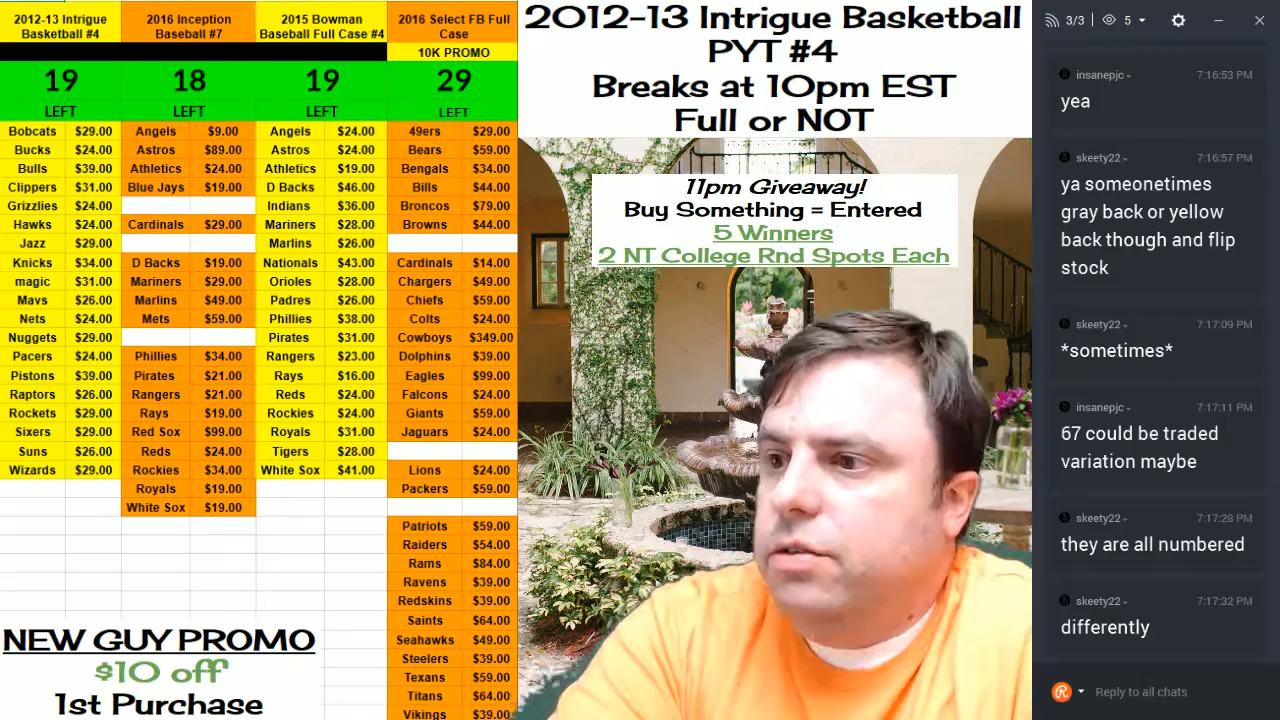 2012-13 Intrigue Basketball #4
2016 Inception Baseball #7
2015 Bowman Baseball Full Case #4
2016 Select FB Full Case
10K PROMO
19 18 19 29
LEFT LEFT LEFT LEFT
Bobcats $29.00 Angels $9.00 Angels $24.00 49ers $29.00
Bucks $24.00 Astros $89.00 Astros $24.00 Bears $59.00
Bulls $39.00 Athletics $24.00 Athletics $19.00 Bengals $34.00
Clippers $31.00 Blue Jays $19.00 D Backs $46.00 Bills $44.00
Grizzlies $24.00 Indians $36.00 Broncos $79.00
Hawks $24.00 Cardinals $29.00 Mariners $28.00 Browns $44.00
Jazz $29.00 Marlins $26.00
Knicks $34.00 D Backs $19.00 Nationals $43.00 Cardinals $14.00
magic $31.00 Mariners $29.00 Orioles $28.00 Chargers $49.00
Mavs $26.00 Marlins $49.00 Padres $26.00 Chiefs $59.00
Nets $24.00 Mets $59.00 Phillies $38.00 Colts $24.00
Nuggets $29.00 Pirates $31.00 Cowboys $349.00
Pacers $24.00 Phillies $34.00 Rangers $23.00 Dolphins $39.00
Pistons $39.00 Pirates $21.00 Rays $16.00 Eagles $99.00
Raptors $26.00 Rangers $21.00 Reds $24.00 Falcons $24.00
Rockets $29.00 Rays $19.00 Rockies $24.00 Giants $59.00
Sixers $29.00 Red Sox $99.00 Royals $31.00 Jaguars $24.00
Suns $26.00 Reds $24.00 Tigers $28.00
Wizards $29.00 Rockies $34.00 White Sox $41.00 Lions $24.00
Royals $19.00 Packers $59.00
White Sox $19.00
Patriots $59.00
Raiders $54.00
Rams $84.00
Ravens $39.00
Redskins $39.00
Saints $64.00
Seahawks $49.00
Steelers $39.00
Texans $59.00
Titans $64.00
Vikings $39.00
NEW GUY PROMO
$10 off
1st Purchase
2012-13 Intrigue Basketball
PYT #4
Breaks at 10pm EST
Full or NOT
11pm Giveaway!
Buy Something = Entered
5 Winners
2 NT College Rnd Spots Each
3/3 5
insanepjc 7:16:53 PM
yea
skeety22 7:16:57 PM
ya someonetimes
gray back or yellow
back though and flip
stock
skeety22 7:17:09 PM
*sometimes*
insanepjc 7:17:11 PM
67 could be traded
variation maybe
skeety22 7:17:28 PM
they are all numbered
skeety22 7:17:32 PM
differently
Reply to all chats